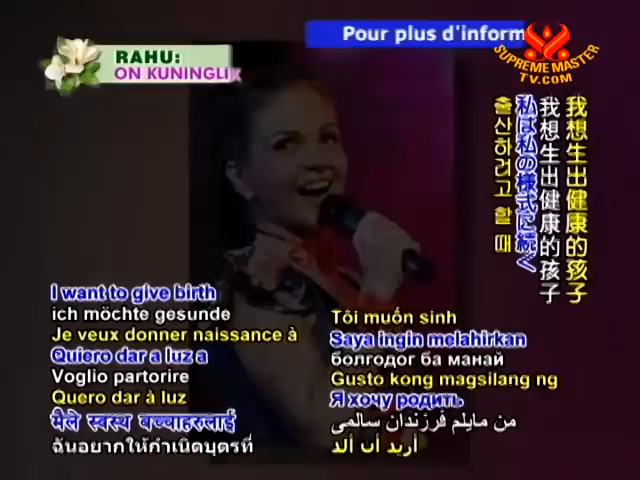 Pour plus d'inform
SUPREME MASTER
TV.COM
RAHU:
ON KUNINGLIK
我想生出健康的孩子
我想生出健康的孩子
私は私の様式に続く
출산하려고 할 때
I want to give birth
ich möchte gesunde
Je veux donner naissance à
Quiero dar a luz a
Voglio partorire
Quero dar à luz
मैले स्वस्थ बच्चाहरुलाई
ฉันอยากให้กำเนิดบุตรที่
Tôi muốn sinh
Saya ingin melahirkan
болгодог ба манай
Gusto kong magsilang ng
Я хочу родить
من مایلم فرزندان سالمی
أريد أب ألد